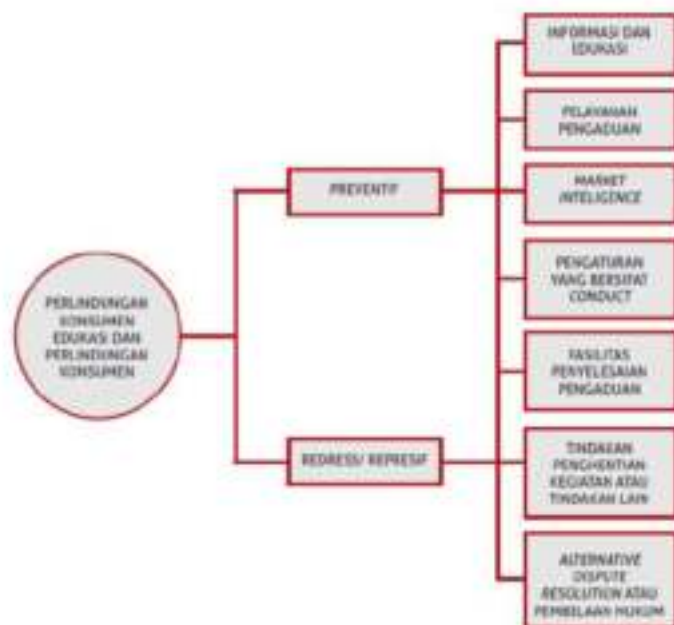 PERLINDUNGAN
KONSUMEN
EDUKASI DAN
PERLINDUNGAN
KONSUMEN
PREVENTIF
REDRESS/ REPRESIF
INFORMASI DAN
EDUKASI
PELAYANAN
PENGADUAN
MARKET
INTELIGENCE
PENGATURAN
YANG BERSIFAT
CONDUCT
FASILITAS
PENYELESAIAN
PENGADUAN
TINDAKAN
PENGHENTIAN
KEGIATAN ATAU
TINDAKAN LAIN
ALTERNATIVE
DISPUTE
RESOLUTION ATAU
PEMBELAAN HUKUM